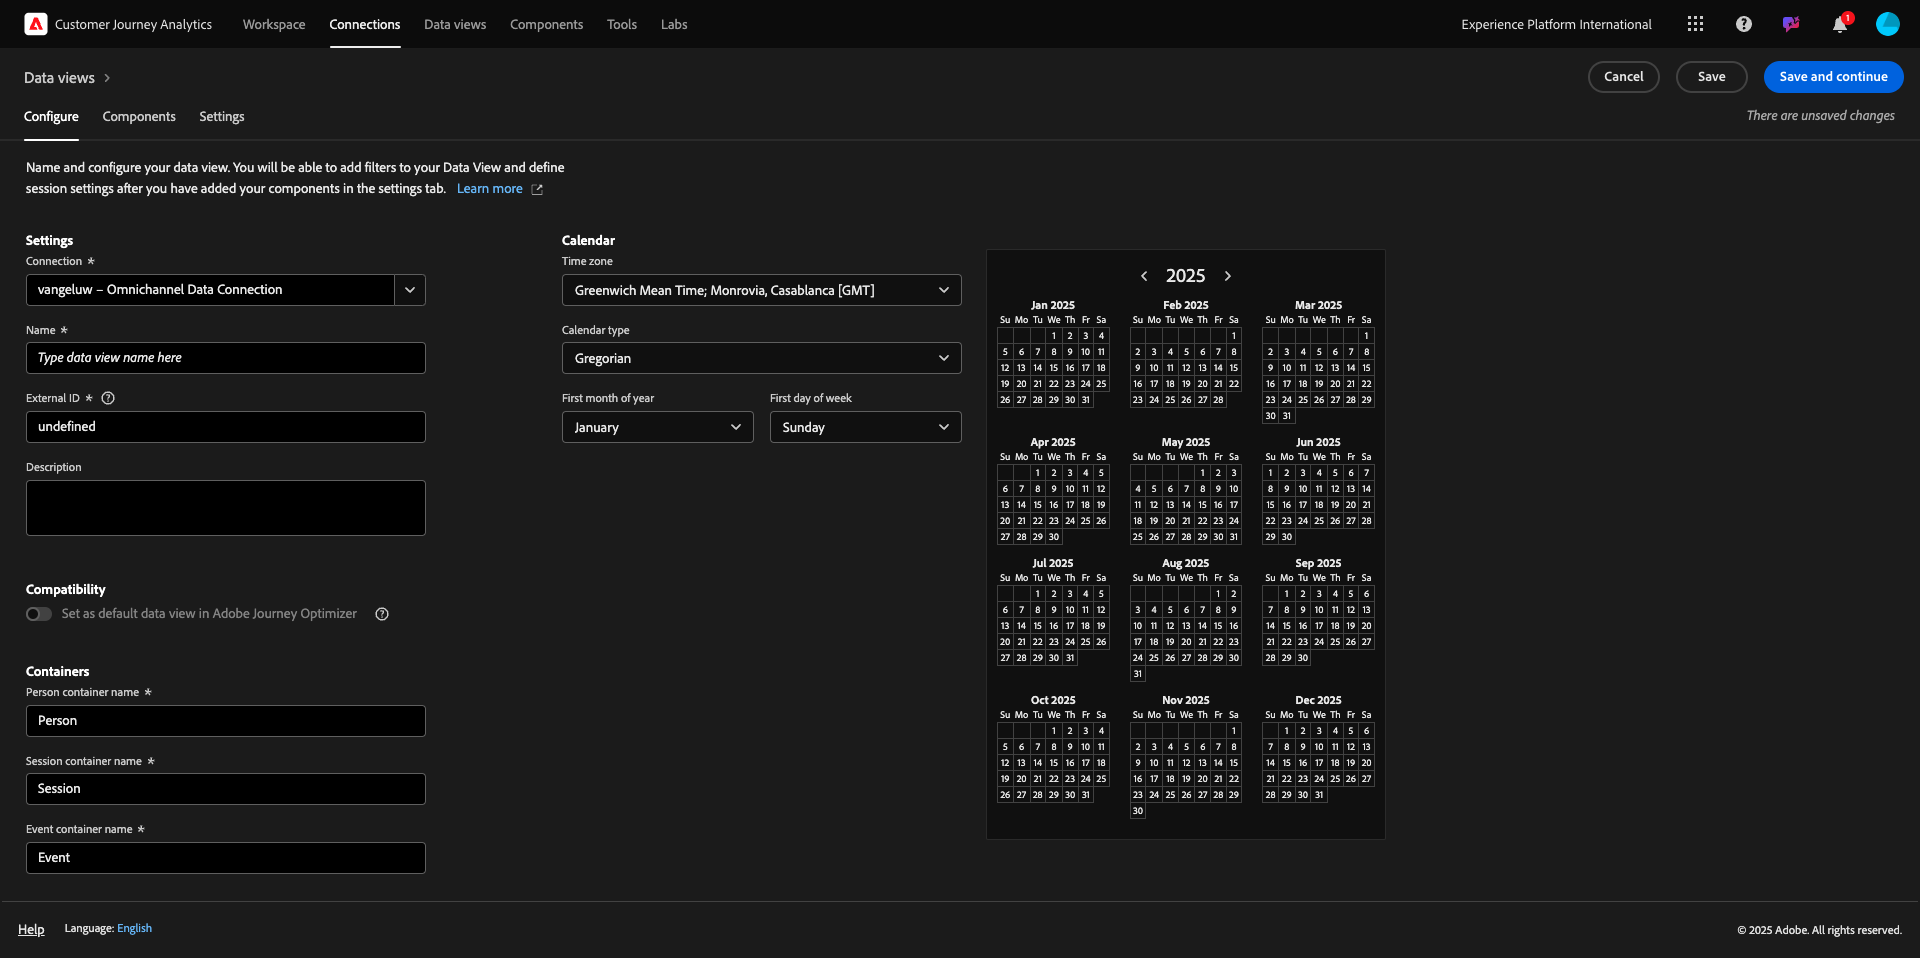 Customer Journey Analytics
Workspace
Connections
Data views
Components
Tools
Labs
Experience Platform International
1
Data views
Cancel
Save
Save and continue
Configure
Components
Settings
There are unsaved changes
Name and configure your data view. You will be able to add filters to your Data View and define
session settings after you have added your components in the settings tab. Learn more
Settings
Connection *
vangeluw – Omnichannel Data Connection
Name *
Type data view name here
External ID *
undefined
Description
Compatibility
Set as default data view in Adobe Journey Optimizer
Containers
Person container name *
Person
Session container name *
Session
Event container name *
Event
Calendar
Time zone
Greenwich Mean Time; Monrovia, Casablanca [GMT]
Calendar type
Gregorian
First month of year
First day of week
January
Sunday
2025
Jan 2025
Su Mo Tu We Th Fr Sa
1 2 3 4
5 6 7 8 9 10 11
12 13 14 15 16 17 18
19 20 21 22 23 24 25
26 27 28 29 30 31
Feb 2025
Su Mo Tu We Th Fr Sa
1
2 3 4 5 6 7 8
9 10 11 12 13 14 15
16 17 18 19 20 21 22
23 24 25 26 27 28
Mar 2025
Su Mo Tu We Th Fr Sa
1
2 3 4 5 6 7 8
9 10 11 12 13 14 15
16 17 18 19 20 21 22
23 24 25 26 27 28 29
30 31
Apr 2025
Su Mo Tu We Th Fr Sa
1 2 3 4 5
6 7 8 9 10 11 12
13 14 15 16 17 18 19
20 21 22 23 24 25 26
27 28 29 30
May 2025
Su Mo Tu We Th Fr Sa
1 2 3
4 5 6 7 8 9 10
11 12 13 14 15 16 17
18 19 20 21 22 23 24
25 26 27 28 29 30 31
Jun 2025
Su Mo Tu We Th Fr Sa
1 2 3 4 5 6 7
8 9 10 11 12 13 14
15 16 17 18 19 20 21
22 23 24 25 26 27 28
29 30
Jul 2025
Su Mo Tu We Th Fr Sa
1 2 3 4 5
6 7 8 9 10 11 12
13 14 15 16 17 18 19
20 21 22 23 24 25 26
27 28 29 30 31
Aug 2025
Su Mo Tu We Th Fr Sa
1 2
3 4 5 6 7 8 9
10 11 12 13 14 15 16
17 18 19 20 21 22 23
24 25 26 27 28 29 30
31
Sep 2025
Su Mo Tu We Th Fr Sa
1 2 3 4 5 6
7 8 9 10 11 12 13
14 15 16 17 18 19 20
21 22 23 24 25 26 27
28 29 30
Oct 2025
Su Mo Tu We Th Fr Sa
1 2 3 4
5 6 7 8 9 10 11
12 13 14 15 16 17 18
19 20 21 22 23 24 25
26 27 28 29 30 31
Nov 2025
Su Mo Tu We Th Fr Sa
1
2 3 4 5 6 7 8
9 10 11 12 13 14 15
16 17 18 19 20 21 22
23 24 25 26 27 28 29
30
Dec 2025
Su Mo Tu We Th Fr Sa
1 2 3 4 5 6
7 8 9 10 11 12 13
14 15 16 17 18 19 20
21 22 23 24 25 26 27
28 29 30 31
Help
Language: English
© 2025 Adobe. All rights reserved.